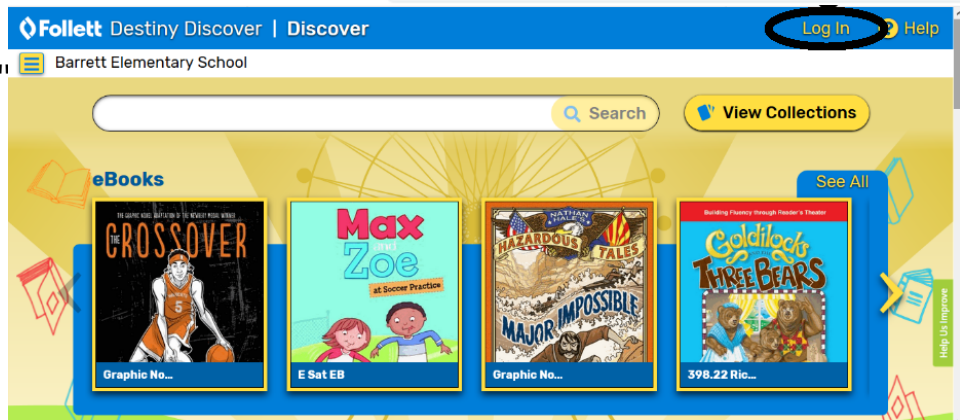 Follett Destiny Discover | Discover
Log In
? Help
"
Barrett Elementary School
Search
View Collections
eBooks
See All
THE GRAPHIC NOVEL ADAPTATION OF THE NEWBERY MEDAL WINNER
THE
CROSSOVER
5
Graphic No...
Max
and
Zoe
at Soccer Practice
E Sat EB
NATHAN
HALE'S
HAZARDOUS TALES
MAJOR IMPOSSIBLE
Graphic No...
Building Fluency through Reader's Theater
Goldilocks
THREE BEARS
398.22 Ric...
Help Us Improve